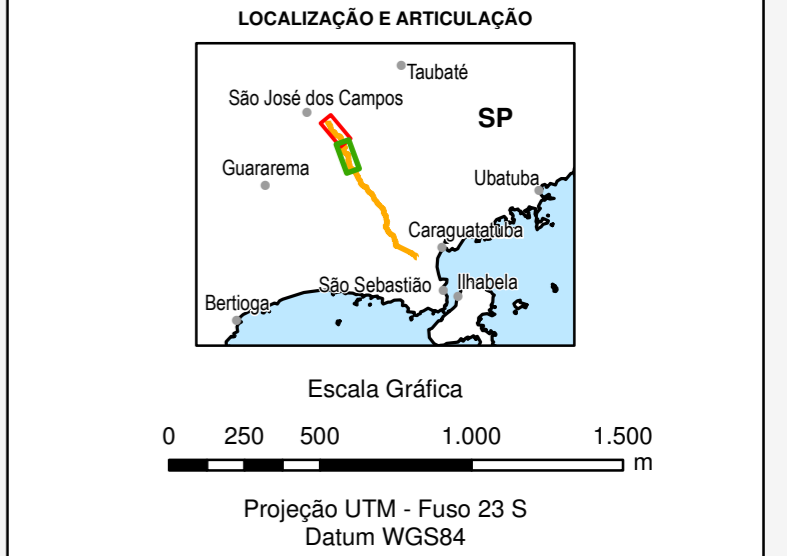 LOCALIZAÇÃO E ARTICULAÇÃO
Taubaté
São José dos Campos
SP
Guararema
Ubatuba
Caraguatatuba
São Sebastião
Ilhabela
Bertioga
Escala Gráfica
0 250 500 1.000 1.500
m
Projeção UTM - Fuso 23 S
Datum WGS84